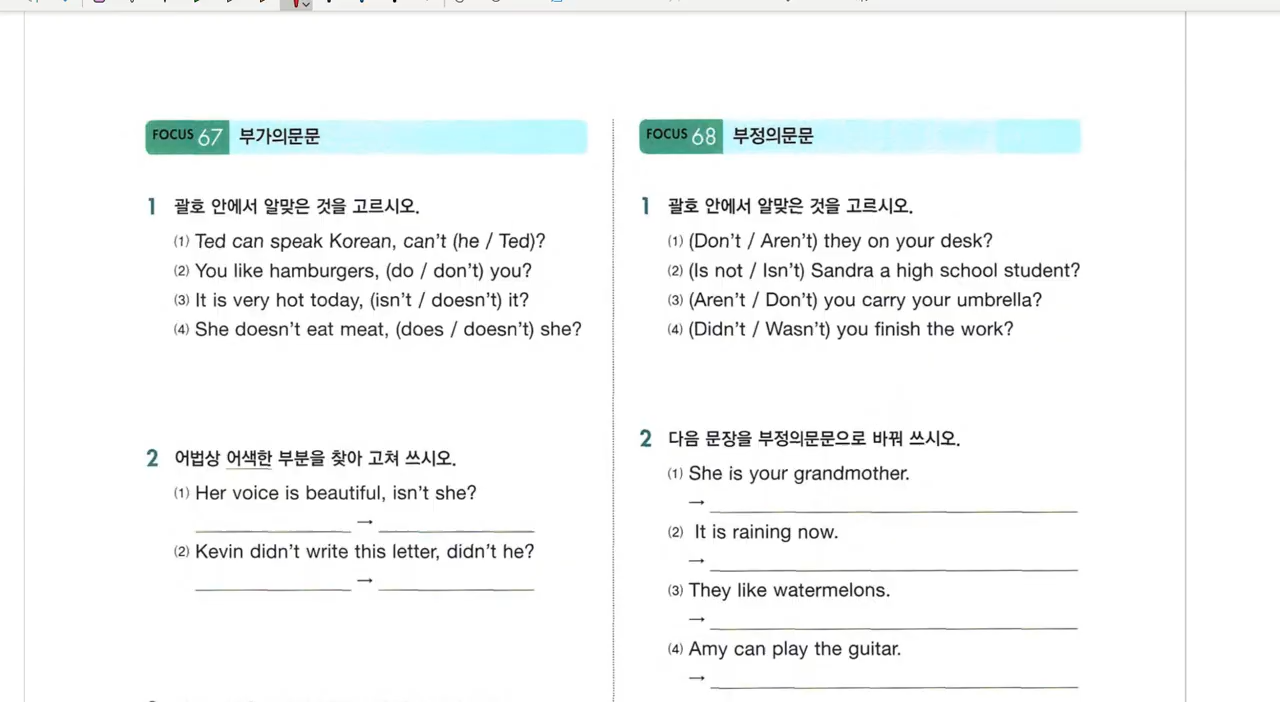 FOCUS 67 부가의문문
1 괄호 안에서 알맞은 것을 고르시오.
(1) Ted can speak Korean, can't (he / Ted)?
(2) You like hamburgers, (do / don't) you?
(3) It is very hot today, (isn't / doesn't) it?
(4) She doesn't eat meat, (does / doesn't) she?
2 어법상 어색한 부분을 찾아 고쳐 쓰시오.
(1) Her voice is beautiful, isn't she?
→
(2) Kevin didn't write this letter, didn't he?
→
FOCUS 68 부정의문문
1 괄호 안에서 알맞은 것을 고르시오.
(1) (Don't / Aren't) they on your desk?
(2) (Is not / Isn't) Sandra a high school student?
(3) (Aren't / Don't) you carry your umbrella?
(4) (Didn't / Wasn't) you finish the work?
2 다음 문장을 부정의문문으로 바꿔 쓰시오.
(1) She is your grandmother.
→
(2) It is raining now.
→
(3) They like watermelons.
→
(4) Amy can play the guitar.
→